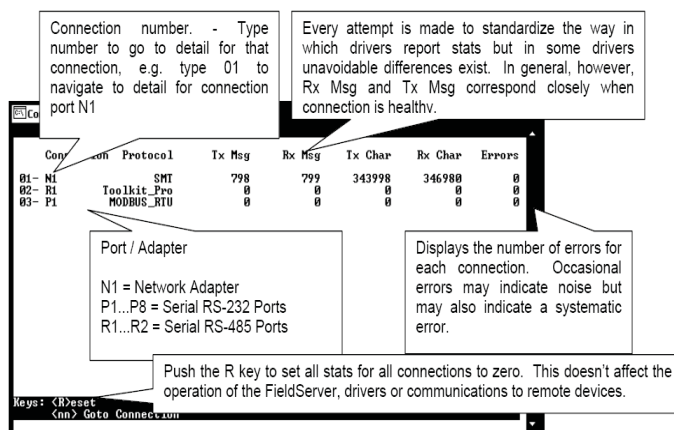 Connection number. - Type
number to go to detail for that
connection, e.g. type 01 to
navigate to detail for connection
port N1
Every attempt is made to standardize the way in
which drivers report stats but in some drivers
unavoidable differences exist. In general, however,
Rx Msg and Tx Msg correspond closely when
connection is healthy.
Protocol Tx Msg Rx Msg Tx Char Rx Char Errors
01- N1 SMT 798 799 343998 346980 0
02- R1 Toolkit_Pro 0 0 0 0 0
03- P1 MODBUS_RTU 0 0 0 0 0
Port / Adapter
N1 = Network Adapter
P1...P8 = Serial RS-232 Ports
R1...R2 = Serial RS-485 Ports
Displays the number of errors for
each connection. Occasional
errors may indicate noise but
may also indicate a systematic
error.
Push the R key to set all stats for all connections to zero. This doesn't affect the
operation of the FieldServer, drivers or communications to remote devices.
Keys: <R>eset
<nn> Goto Connection